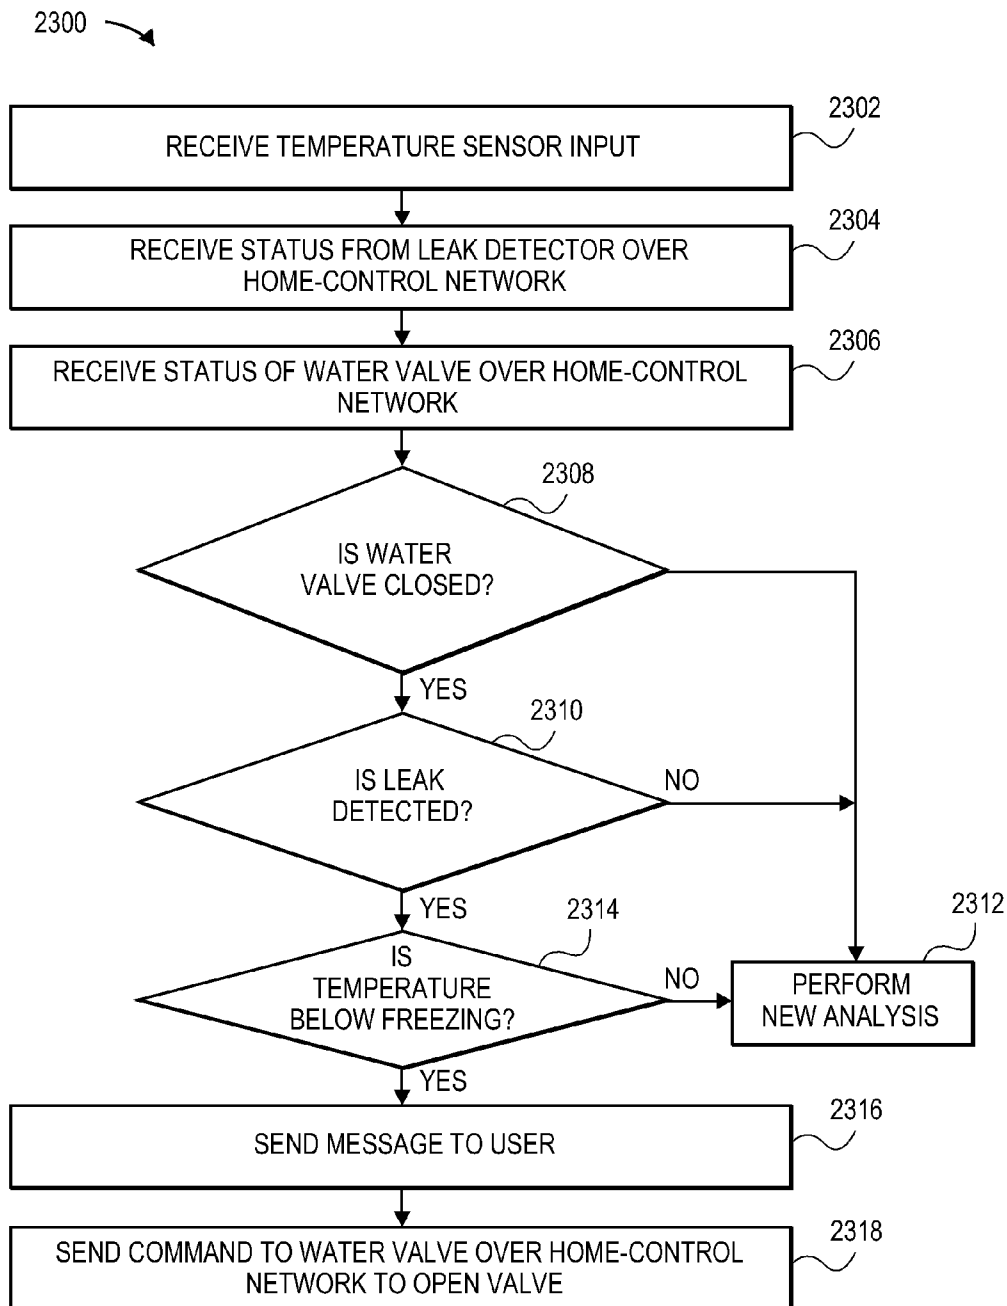 2300
2302
RECEIVE TEMPERATURE SENSOR INPUT
2304
RECEIVE STATUS FROM LEAK DETECTOR OVER
HOME-CONTROL NETWORK
2306
RECEIVE STATUS OF WATER VALVE OVER HOME-CONTROL
NETWORK
2308
IS WATER
VALVE CLOSED?
YES
2310
IS LEAK
DETECTED?
NO
YES
2314
IS
TEMPERATURE
BELOW FREEZING?
NO
2312
PERFORM
NEW ANALYSIS
YES
2316
SEND MESSAGE TO USER
2318
SEND COMMAND TO WATER VALVE OVER HOME-CONTROL
NETWORK TO OPEN VALVE